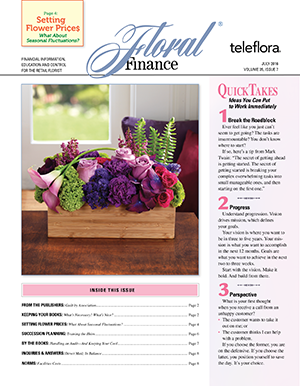 Page 4:
Setting
Flower Prices
What About
Seasonal Fluctuations?
Floral®
Finance
teleflora.
FINANCIAL INFORMATION,
EDUCATION AND CONTROL
FOR THE RETAIL FLORIST
JULY 2016
VOLUME 35, ISSUE 7
QUICKTAKES
Ideas You Can Put
to Work Immediately
1 Break the Roadblock
Ever feel like you just can't
seem to get going? "The tasks are
insurmountable! You don't know
where to start!"
If so, here's a tip from Mark
Twain: "The secret of getting ahead
is getting started. The secret of
getting started is breaking your
complex overwhelming tasks into
small manageable ones, and then
starting on the first one."
2 Progress
Understand progression. Vision
drives mission, which defines
your goals.
Your vision is where you want to
be in three to five years. Your mis-
sion is what you want to accomplish
in the next 12 months. Goals are
what you want to achieve in the next
two to three weeks.
Start with the vision. Make it
bold. And build from there.
3 Perspective
What is your first thought
when you receive a call from an
unhappy customer?
• The customer wants to take it
out on me; or
• The customer thinks I can help
with a problem.
If you choose the former, you are
on the defensive. If you choose the
latter, you position yourself to save
the day. It's your choice.
INSIDE THIS ISSUE
FROM THE PUBLISHERS: Guilt by Association Page 2
KEEPING YOUR BOOKS: What's Necessary? What's Nice? Page 3
SETTING FLOWER PRICES: What About Seasonal Fluctuations? Page 4
SUCCESSION PLANNING: Page 6
BY THE BOOKS: Handling an Audit—And Keeping Your Cool Page 7
INQUIRIES & ANSWERS: Direct Mail, In Balance Page 8
NORMS: Facilities Costs Page 8